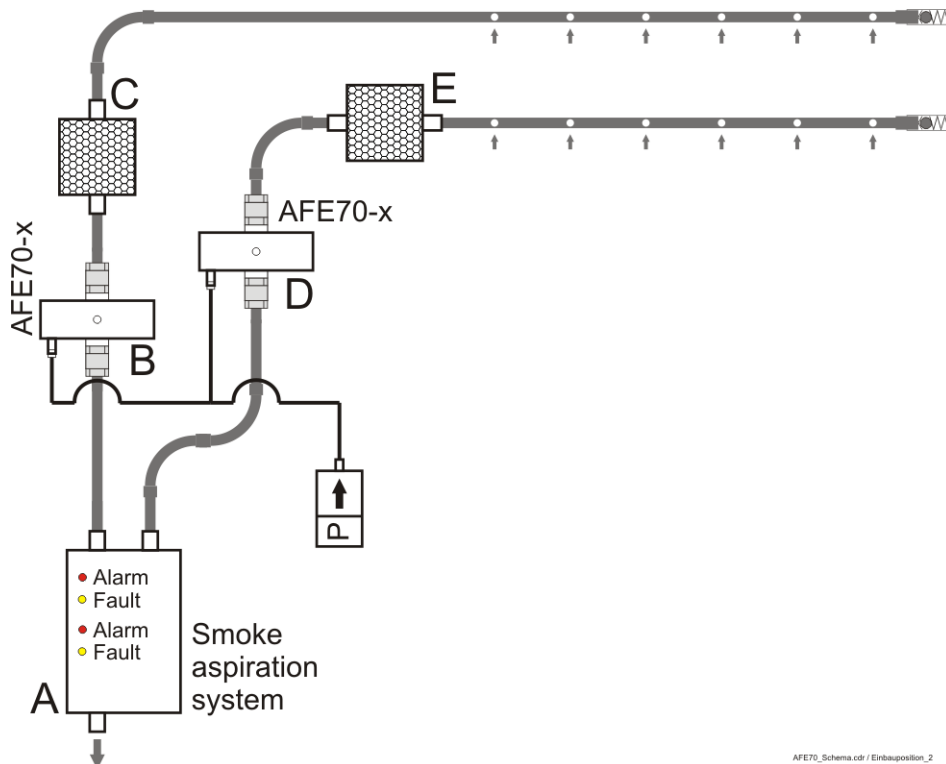 C
E
AFE70-x
AFE70-x
D
B
P
Alarm
Fault
Alarm
Fault
Smoke
aspiration
system
A
AFE70_Schema.cdr / Einbauposition_2